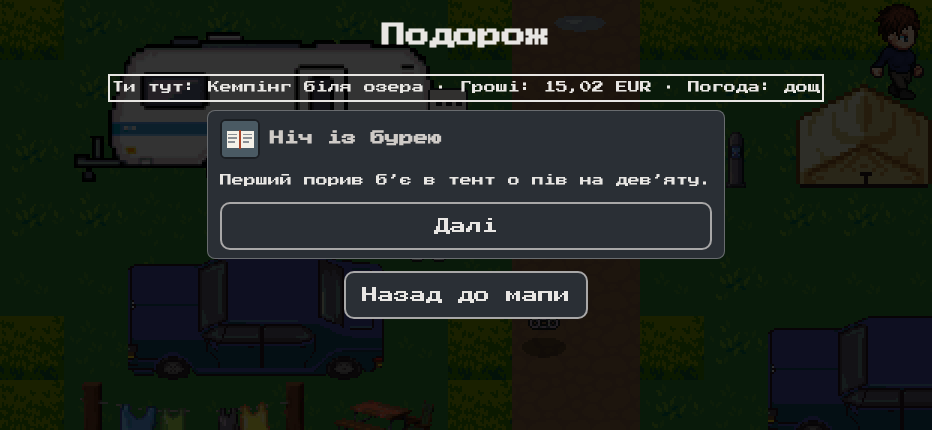 Подорож
Ти тут: Кемпінг біля озера · Гроші: 15,02 EUR · Погода: дощ
Ніч із бурею
Перший порив б’є в тент о пів на дев’яту.
Далі
Назад до мапи